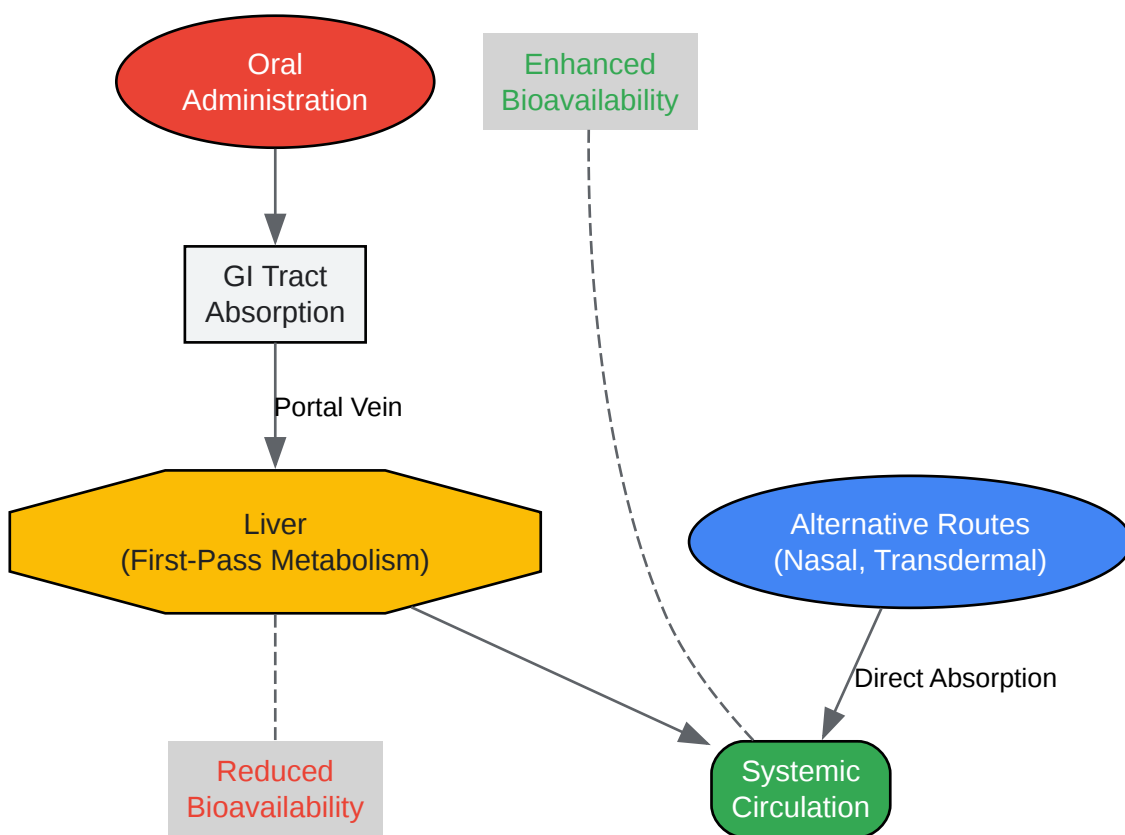 Oral
Administration
Enhanced
Bioavailability
GI Tract
Absorption
Portal Vein
Liver
(First-Pass Metabolism)
Alternative Routes
(Nasal, Transdermal)
Direct Absorption
Reduced
Bioavailability
Systemic
Circulation